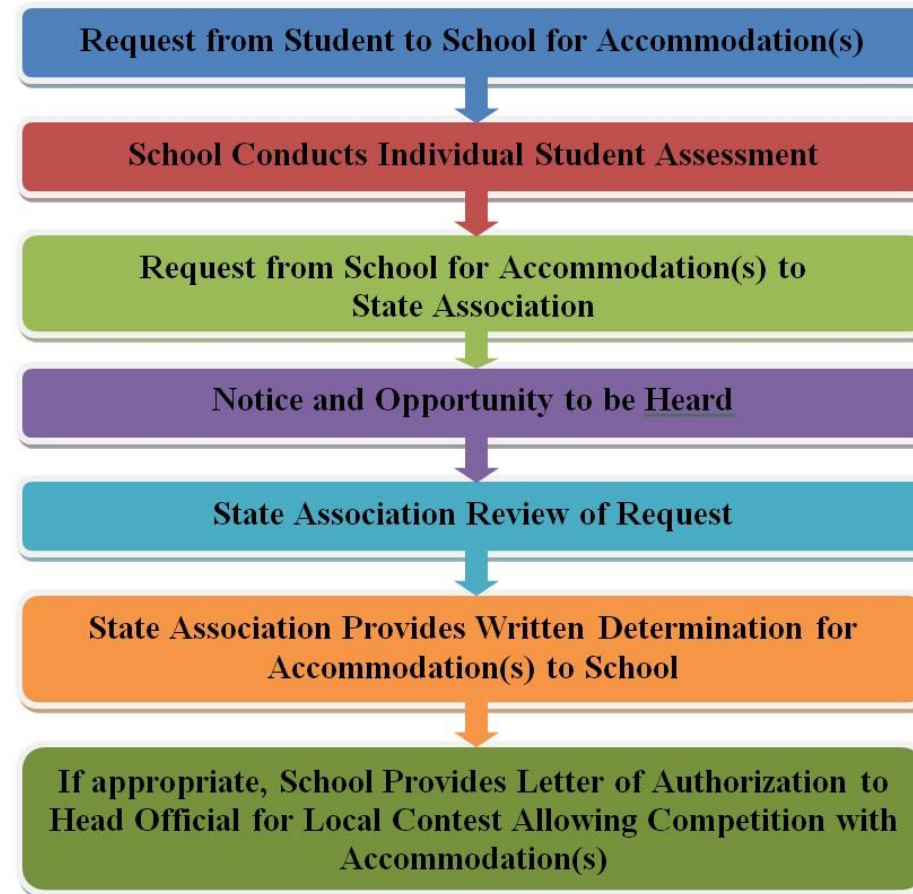 Request from Student to School for Accommodation(s)
School Conducts Individual Student Assessment
Request from School for Accommodation(s) to
State Association
Notice and Opportunity to be Heard
State Association Review of Request
State Association Provides Written Determination for
Accommodation(s) to School
If appropriate, School Provides Letter of Authorization to
Head Official for Local Contest Allowing Competition with
Accommodation(s)